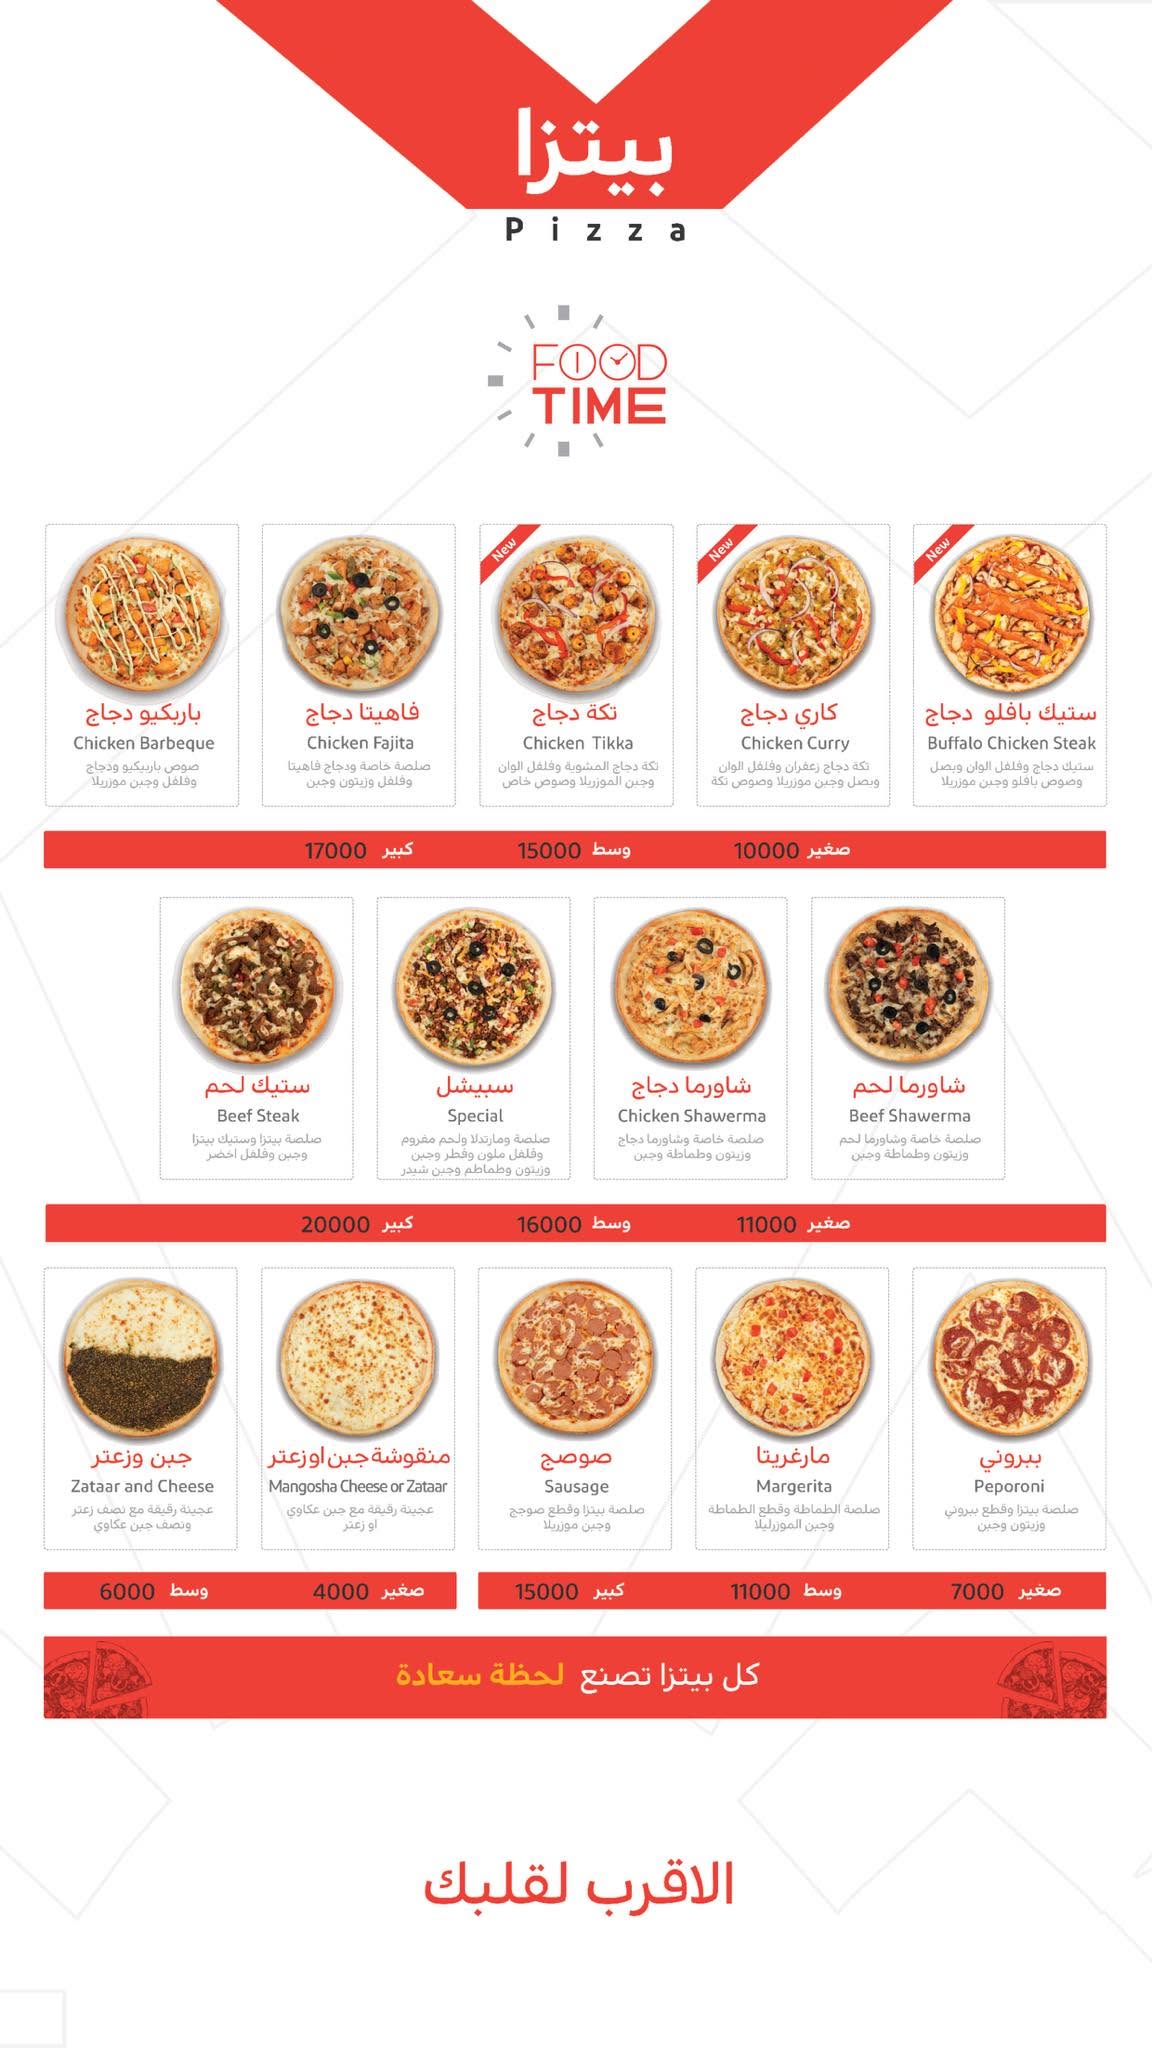 بيتزا
Pizza
FOOD
TIME
New
New
New
ستيك بافلو دجاج
Buffalo Chicken Steak
ستيك دجاج وفلفل الوان وبصل
وصوص بافلو وجبن موزريلا
كاري دجاج
Chicken Curry
تكة دجاج زعفران وفلفل الوان
وبصل وجبن موزريلا وصوص تكة
تكة دجاج
Chicken Tikka
تكة دجاج المشوية وفلفل الوان
وجبن الموزريلا وصوص خاص
فاهيتا دجاج
Chicken Fajita
صلصة خاصة ودجاج فاهيتا
وفلفل وزيتون وجبن
باربكيو دجاج
Chicken Barbeque
صوص باربيكيو ودجاج
وفلفل وجبن موزريلا
صغير 10000 وسط 15000 كبير 17000
شاورما لحم
Beef Shawerma
صلصة خاصة وشاورما لحم
وزيتون وطماطة وجبن
شاورما دجاج
Chicken Shawerma
صلصة خاصة وشاورما دجاج
وزيتون وطماطة وجبن
سبيشل
Special
صلصة ومارتدلا ولحم مفروم
وفلفل ملون وفطر وجبن
وزيتون وطماطم وجبن شيدر
ستيك لحم
Beef Steak
صلصة بيتزا وستيك بيتزا
وجبن وفلفل اخضر
صغير 11000 وسط 16000 كبير 20000
ببروني
Peporoni
صلصة بيتزا وقطع ببروني
وزيتون وجبن
مارغريتا
Margerita
صلصة الطماطة وقطع الطماطة
وجبن الموزرليلا
صوصج
Sausage
صلصة بيتزا وقطع صوجج
وجبن موزريلا
منقوشة جبن او زعتر
Mangosha Cheese or Zataar
عجينة رقيقة مع جبن عكاوي
او زعتر
جبن وزعتر
Zataar and Cheese
عجينة رقيقة مع نصف زعتر
ونصف جبن عكاوي
صغير 7000 وسط 11000 كبير 15000
صغير 4000 وسط 6000
كل بيتزا تصنع لحظة سعادة
الاقرب لقلبك